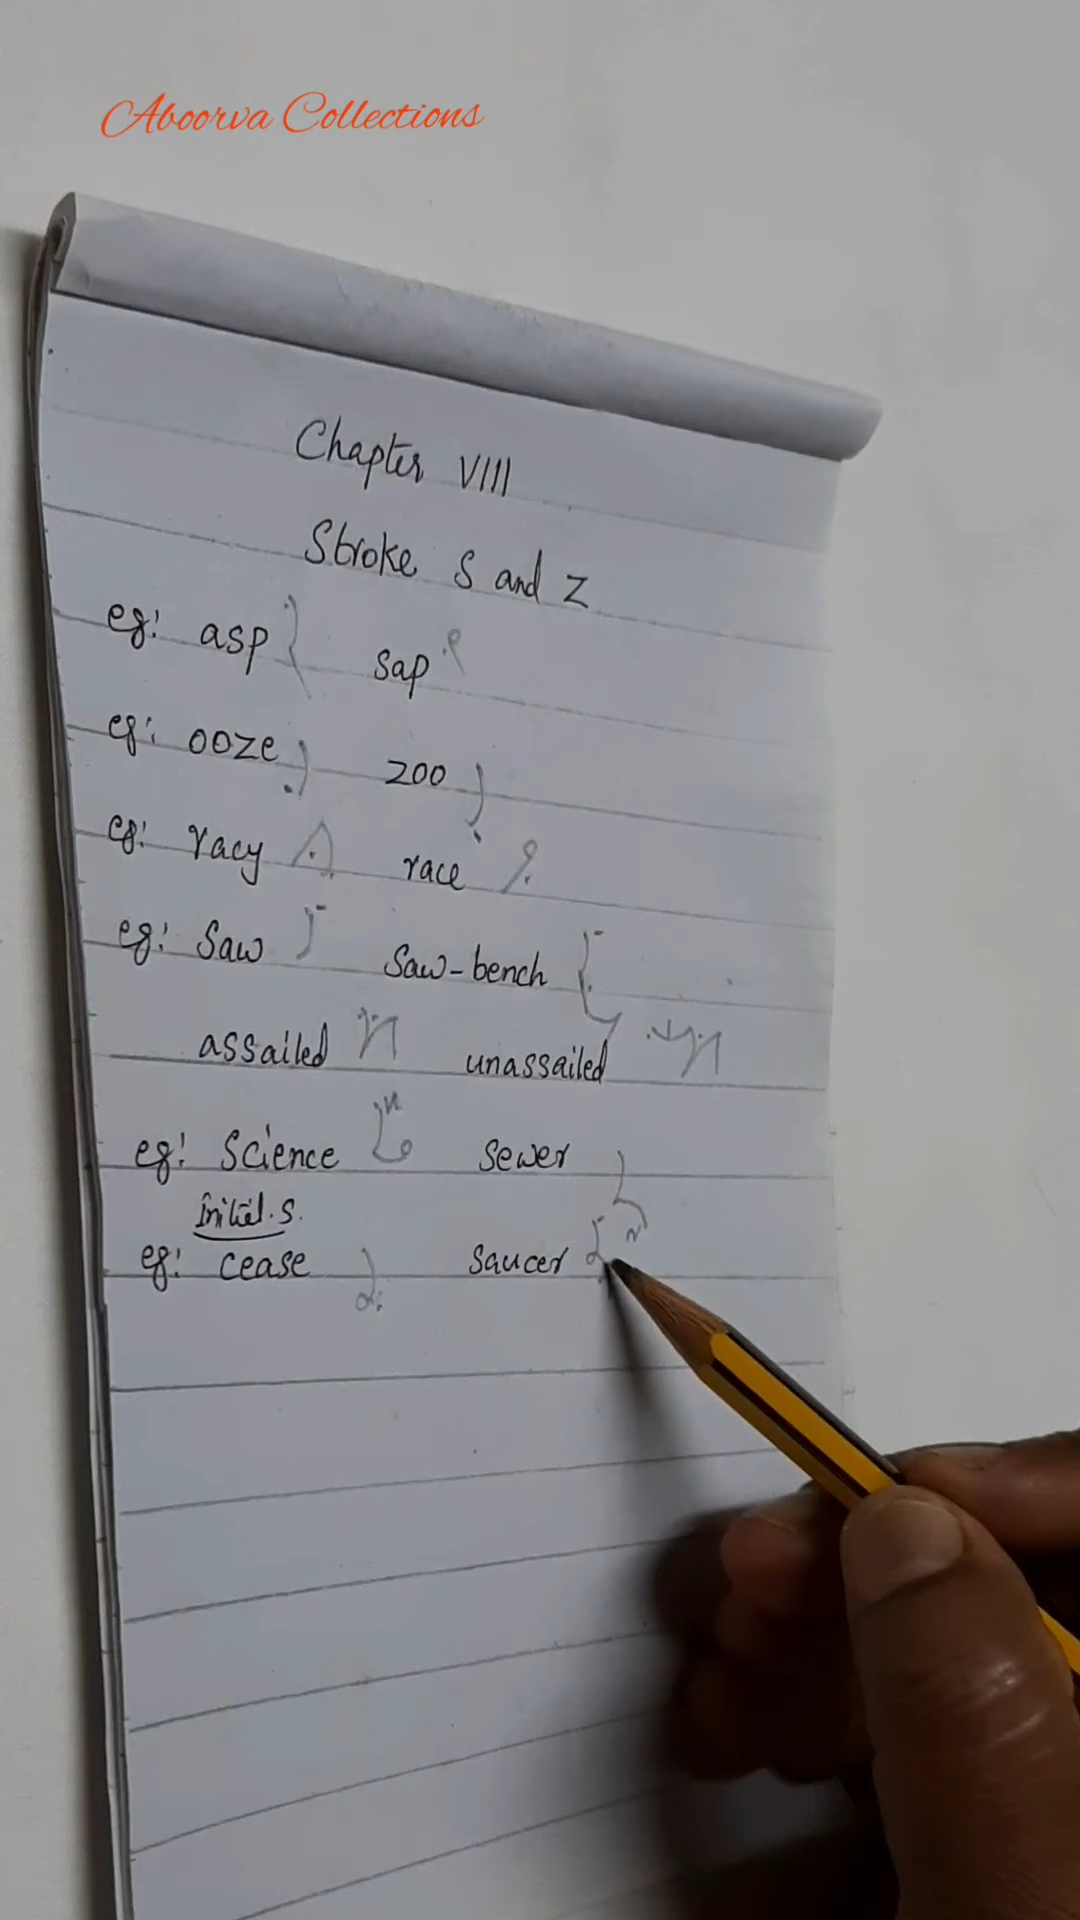 Aboorva Collections
Chapter VIII
Stroke S and Z
eg: asp sap
eg: ooze zoo
eg: racy race
eg: Saw Saw-bench
assailed unassailed
eg: Science Sewer
Initial S.
eg: cease Saucer